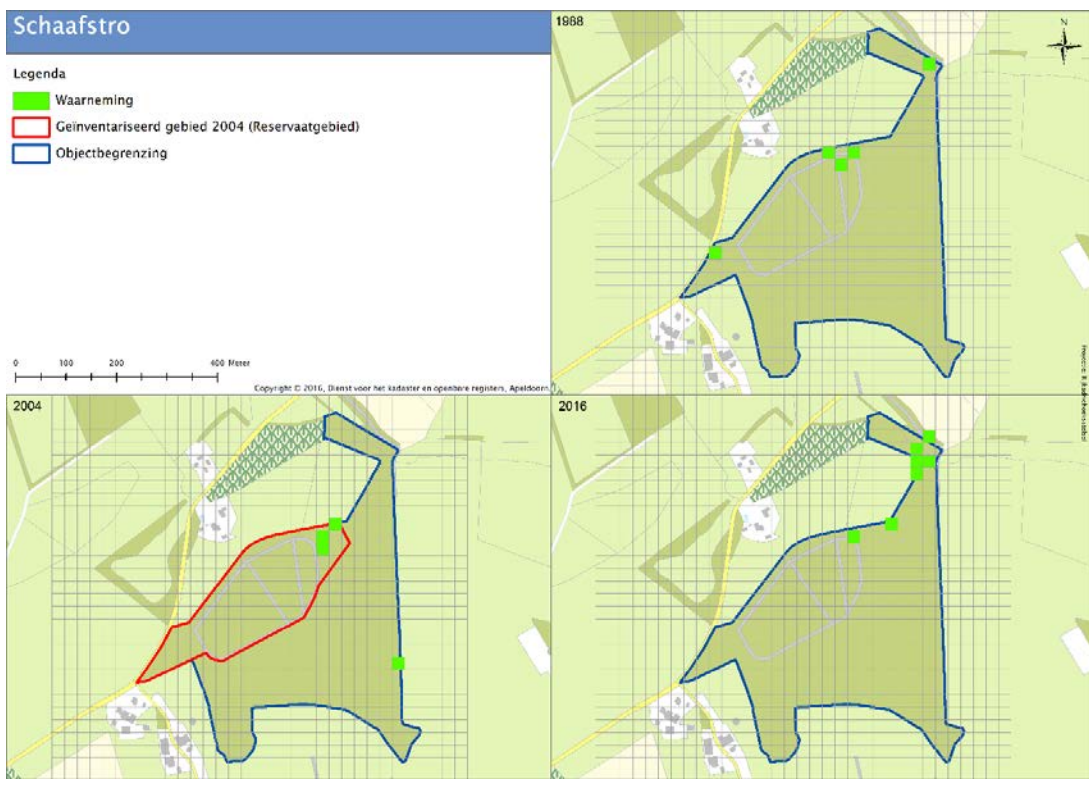 Schaafstro
Legenda
Waarneming
Geïnventariseerd gebied 2004 (Reservaatgebied)
Objectbegrenzing
0 100 200 400 Meter
Copyright © 2016, Dienst voor het kadaster en openbare registers, Apeldoorn
1988
N
2004
2016